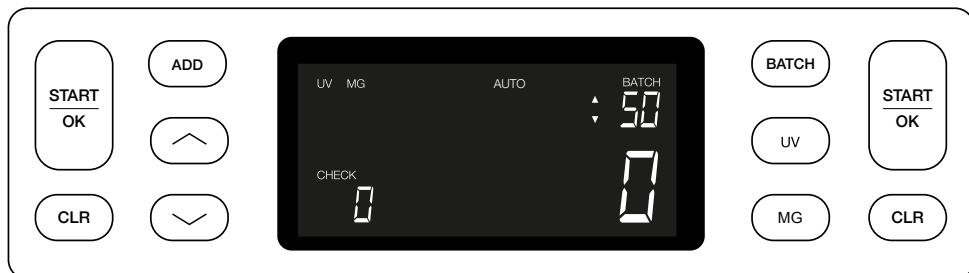 START
OK
CLR
ADD
UV MG AUTO BATCH
50
CHECK
0
0
BATCH
UV
MG
START
OK
CLR